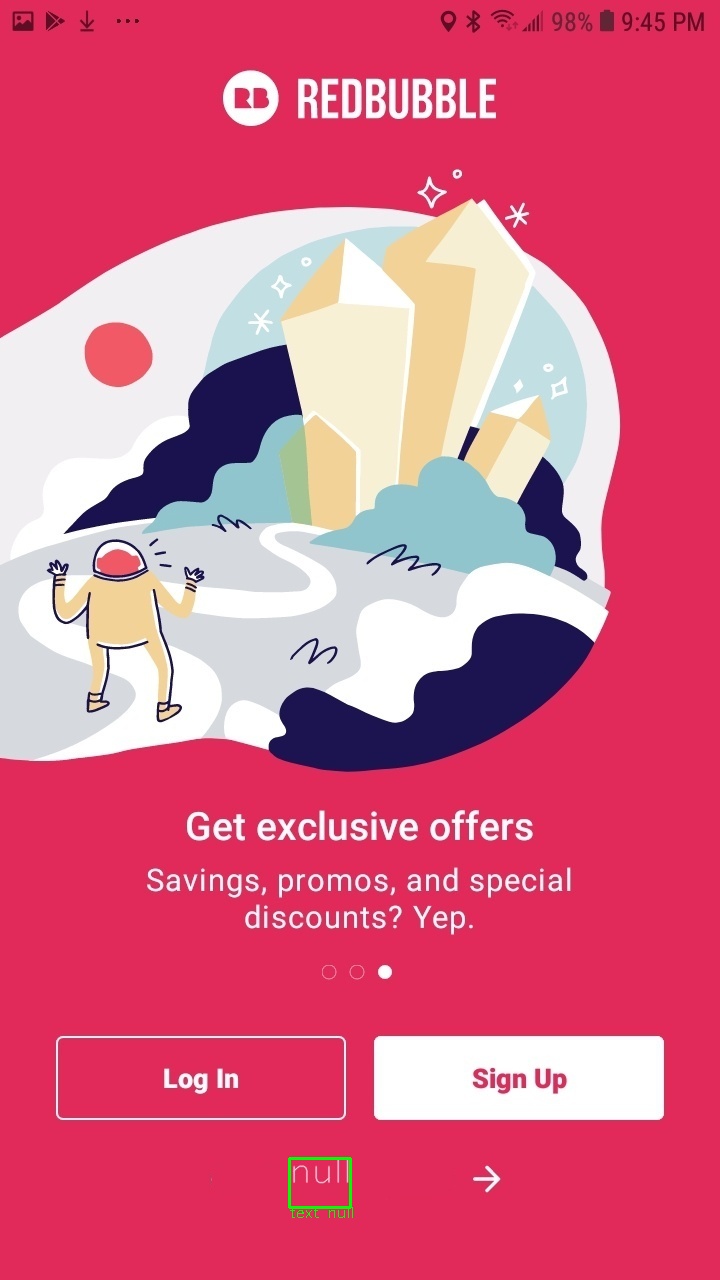 98% 9:45 PM
RB REDBUBBLE
Get exclusive offers
Savings, promos, and special
discounts? Yep.
Log In
Sign Up
null
text null